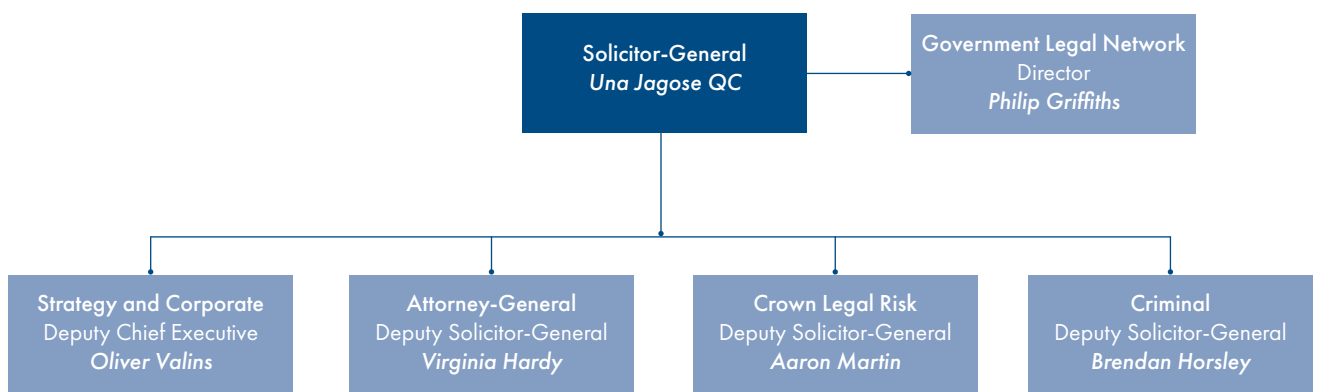 Solicitor-General
Una Jagose QC
Government Legal Network
Director
Philip Griffiths
Strategy and Corporate
Deputy Chief Executive
Oliver Valins
Attorney-General
Deputy Solicitor-General
Virginia Hardy
Crown Legal Risk
Deputy Solicitor-General
Aaron Martin
Criminal
Deputy Solicitor-General
Brendan Horsley